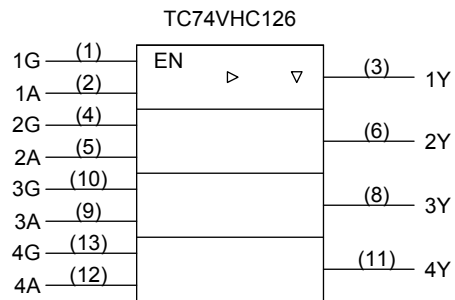 TC74VHC126
1G (1) EN
1A (2) (3) 1Y
2G (4)
2A (5) (6) 2Y
3G (10)
3A (9) (8) 3Y
4G (13)
4A (12) (11) 4Y